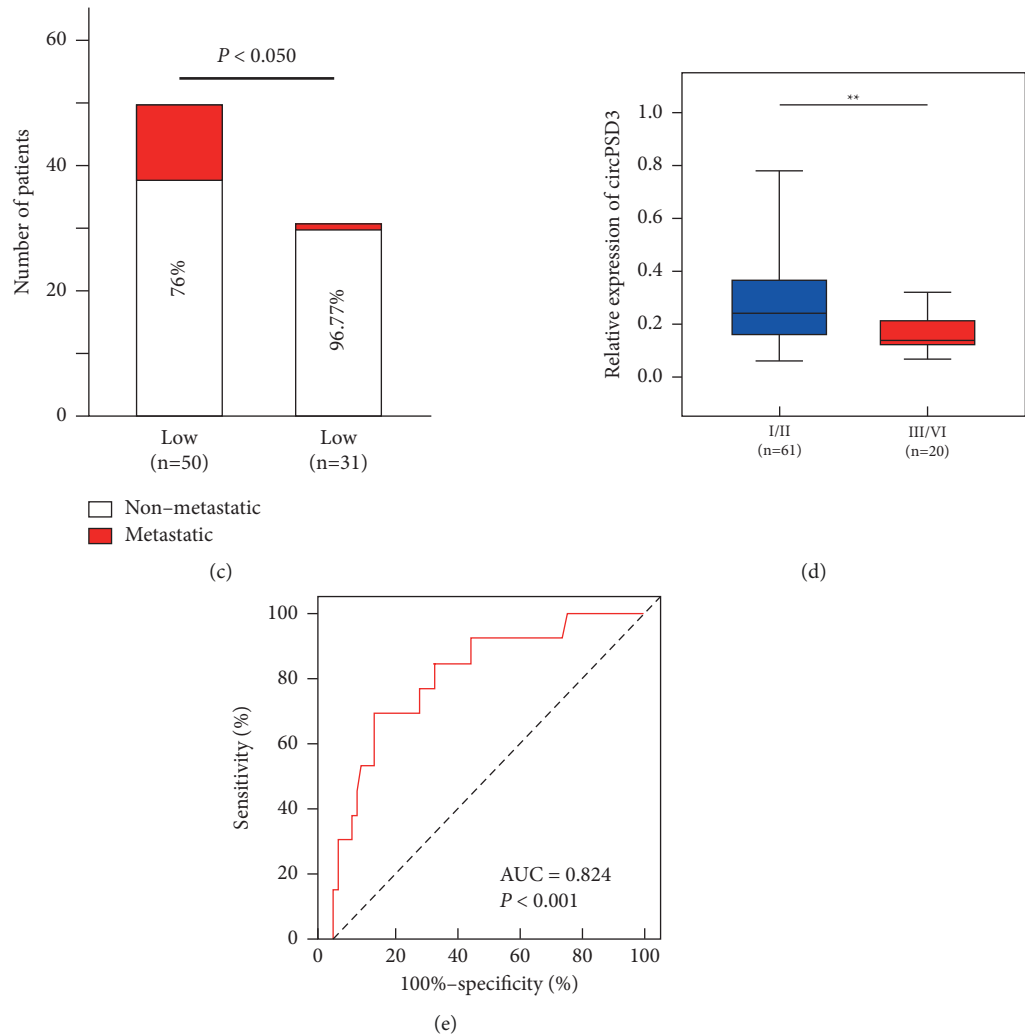 60
40
20
0
Number of patients
P < 0.050
76%
96.77%
Low
(n=50)
Low
(n=31)
Non–metastatic
Metastatic
(c)
1.0
0.8
0.6
0.4
0.2
0.0
Relative expression of circPSD3
**
I/II
(n=61)
III/VI
(n=20)
(d)
100
80
60
40
20
0
Sensitivity (%)
AUC = 0.824
P < 0.001
0
20
40
60
80
100
100%–specificity (%)
(e)